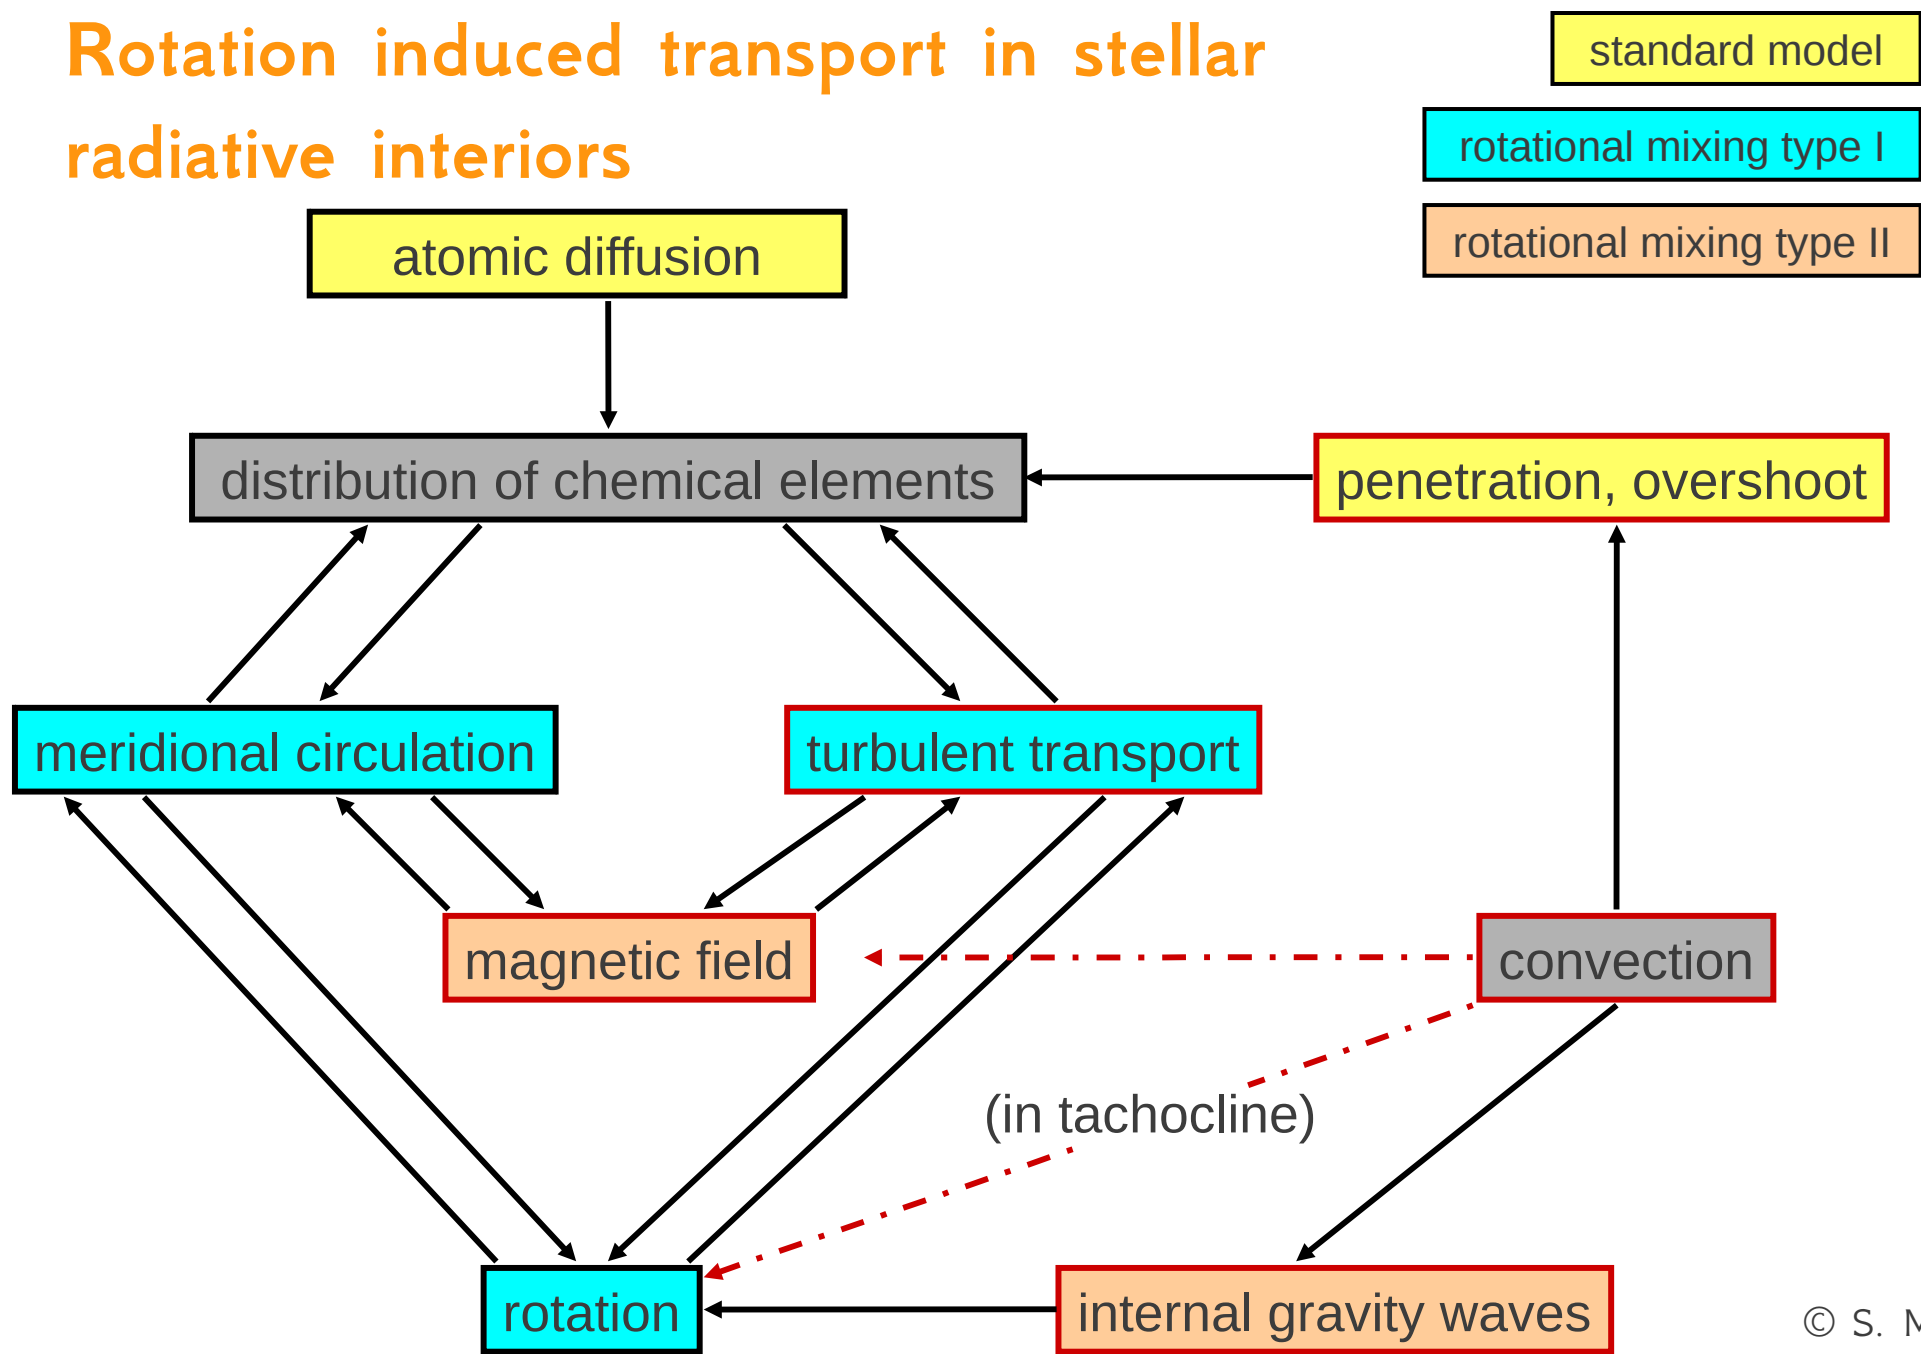 Rotation induced transport in stellar
radiative interiors
standard model
rotational mixing type I
rotational mixing type II
atomic diffusion
distribution of chemical elements
penetration, overshoot
meridional circulation
turbulent transport
magnetic field
convection
(in tachocline)
rotation
internal gravity waves
© S. M